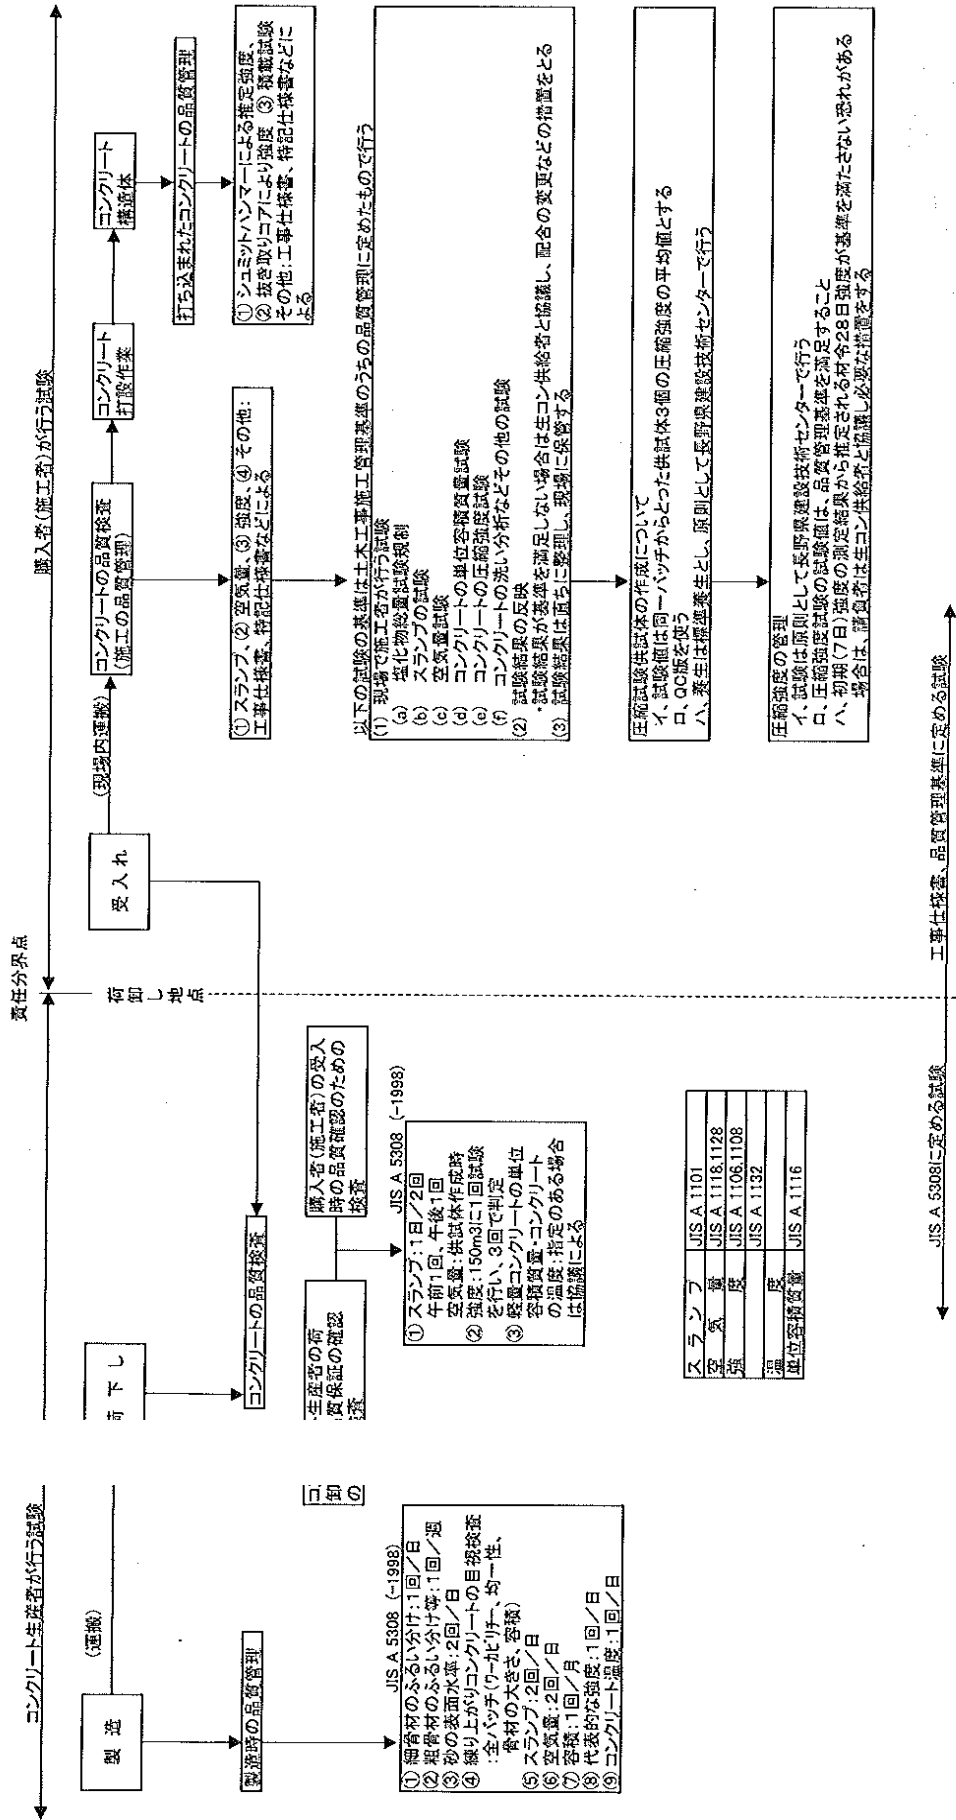 責任分界点
コンクリート生産者が行う試験
購入者(施工者)が行う試験
製造
(運搬)
荷下し
荷卸し地点
受入れ
(現場内運搬)
コンクリートの品質検査
(施工の品質管理)
コンクリート
打設作業
コンクリート
構造体
製造時の品質管理
JIS A 5308 (-1998)
① 細骨材のふるい分け:1回/日
② 粗骨材のふるい分け等:1回/週
③ 砂の表面水率:2回/日
④ 練り上がりコンクリートの目視検査
:全バッチ(ワーカビリチー、均一性、
骨材の大きさ、容積)
⑤ スランプ:2回/日
⑥ 空気量:2回/日
⑦ 容積:1回/月
⑧ 代表的な強度:1回/日
⑨ コンクリート温度:1回/日
コンクリートの品質検査
生産者の荷
卸
質保証の確認
の
査
購入者(施工者)の受入
時の品質確認のための
検査
JIS A 5308 (-1998)
① スランプ:1日/2回
午前1回、午後1回
空気量:供試体作成時
② 強度:150m3に1回試験
を行い、3回で判定
③ 軽量コンクリートの単位
容積質量・コンクリート
の温度:指定のある場合
は協議による
スランプ JIS A 1101
空気量 JIS A 1118,1128
強度 JIS A 1106,1108
JIS A 1132
温度
単位容積質量 JIS A 1116
① スランプ、② 空気量、③ 強度、④ その他:
工事仕様書、特記仕様書などによる
打ち込まれたコンクリートの品質管理
① シュミットハンマーによる推定強度、
② 抜き取りコアにより強度 ③ 積載試験
その他:工事仕様書、特記仕様書などに
よる
以下の試験の基準は土木工事施工管理基準のうちの品質管理に定めたもので行う
(1) 現場で施工者が行う試験
(a) 塩化物総量試験規制
(b) スランプの試験
(c) 空気量試験
(d) コンクリートの単位容積質量試験
(e) コンクリートの圧縮強度試験
(f) コンクリートの洗い分析などその他の試験
(2) 試験結果の反映
*試験結果が基準を満足しない場合は生コン供給者と協議し、配合の変更などの措置をとる
(3) 試験結果は直ちに整理し、現場に保管する
圧縮試験供試体の作成について
イ、試験値は同一バッチからとった供試体3個の圧縮強度の平均値とする
ロ、QC版を使う
ハ、養生は標準養生とし、原則として長野県建設技術センターで行う
圧縮強度の管理
イ、試験は原則として長野県建設技術センターで行う
ロ、圧縮強度試験の試験値は、品質管理基準を満足すること
ハ、初期(7日)強度の測定結果から推定される材令28日強度が基準を満たさない恐れがある
場合は、請負者は生コン供給者と協議し必要な措置をする
JIS A 5308に定める試験
工事仕様書、品質管理基準に定める試験